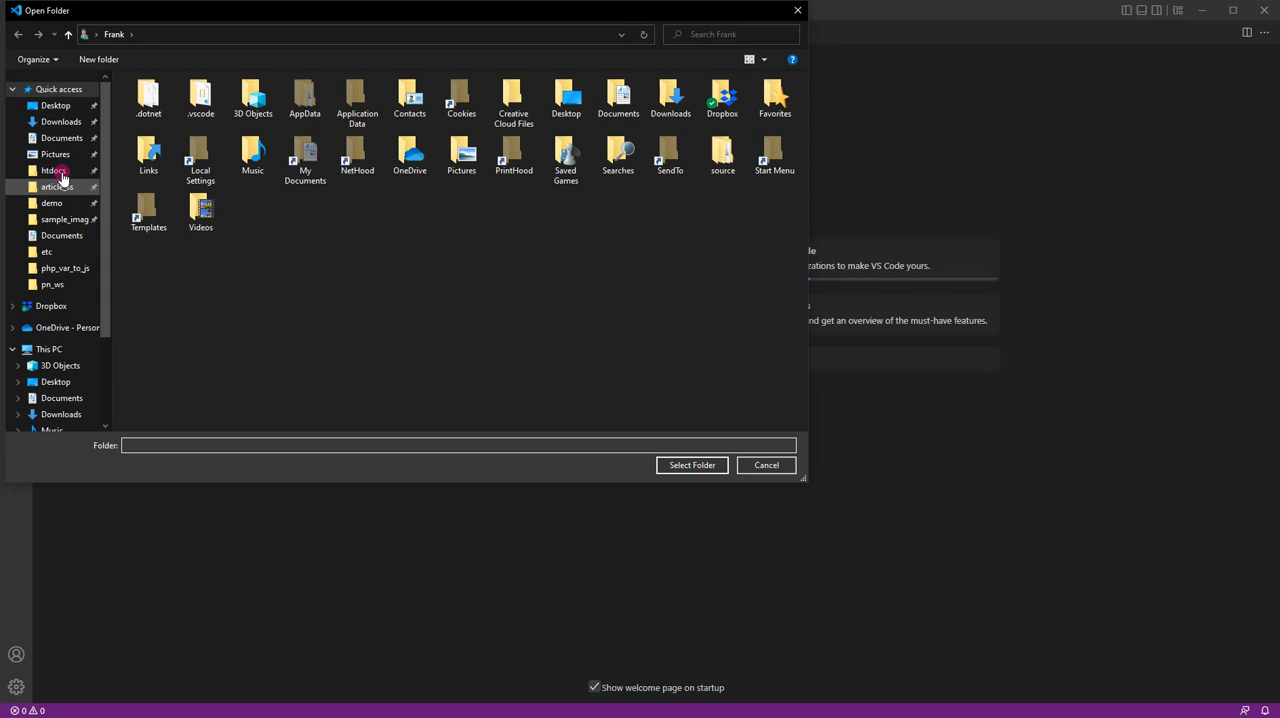 Open Folder
Frank
Search Frank
Organize
New folder
Quick access
Desktop
Downloads
Documents
Pictures
htdocs
demo
sample_imag
Documents
etc
php_var_to_js
pn_ws
Dropbox
OneDrive - Person
This PC
3D Objects
Desktop
Documents
Downloads
Music
.dotnet
.vscode
3D Objects
AppData
Application Data
Contacts
Cookies
Creative Cloud Files
Desktop
Documents
Downloads
Dropbox
Favorites
Links
Local Settings
Music
My Documents
NetHood
OneDrive
Pictures
PrintHood
Saved Games
Searches
SendTo
source
Start Menu
Templates
Videos
Folder:
Select Folder
Cancel
de
zations to make VS Code yours.
s
nd get an overview of the must-have features.
Show welcome page on startup
0 0